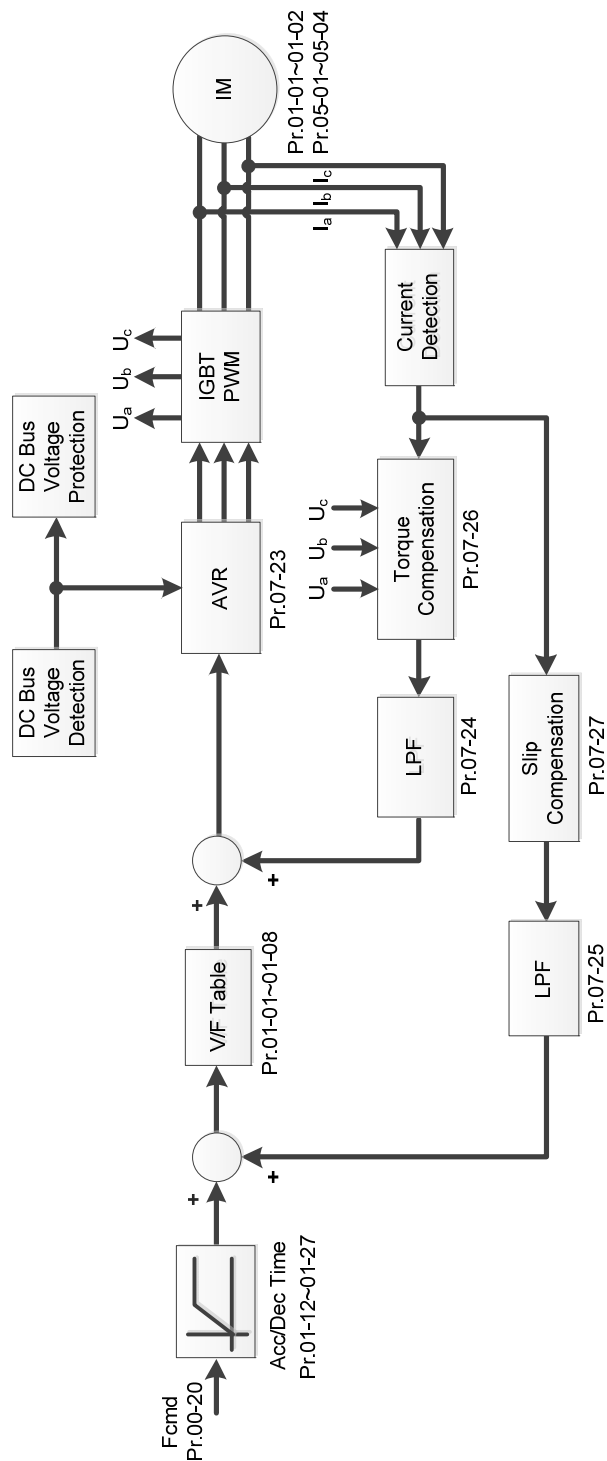 Fcmd
Pr.00-20
Acc/Dec Time
Pr.01-12~01-27
+
+
V/F Table
Pr.01-01~01-08
+
+
DC Bus
Voltage
Detection
DC Bus
Voltage
Protection
AVR
Pr.07-23
Ua
Ub
Uc
IGBT
PWM
IM
Pr.01-01~01-02
Pr.05-01~05-04
Ia
Ib
Ic
Current
Detection
Ua
Ub
Uc
Torque
Compensation
Pr.07-26
LPF
Pr.07-24
Slip
Compensation
Pr.07-27
LPF
Pr.07-25